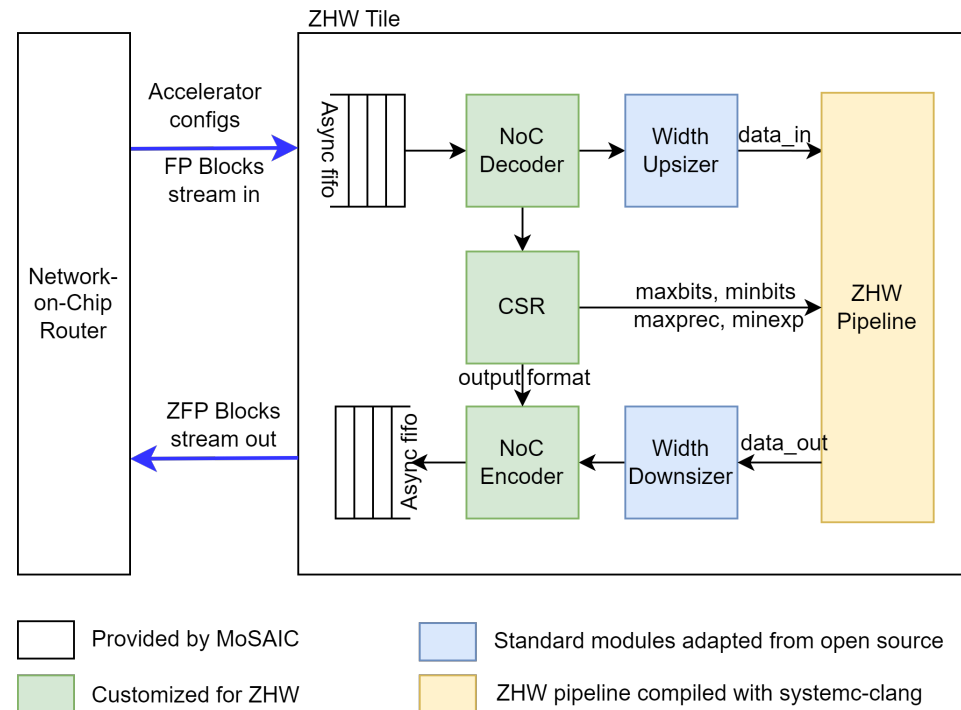 ZHW Tile
Accelerator
configs
FP Blocks
stream in
Async fifo
NoC
Decoder
Width
Upsizer
data_in
Network-
on-Chip
Router
CSR
maxbits, minbits
maxprec, minexp
ZHW
Pipeline
output format
ZFP Blocks
stream out
Async fifo
NoC
Encoder
Width
Downsizer
data_out
Provided by MoSAIC
Standard modules adapted from open source
Customized for ZHW
ZHW pipeline compiled with systemc-clang